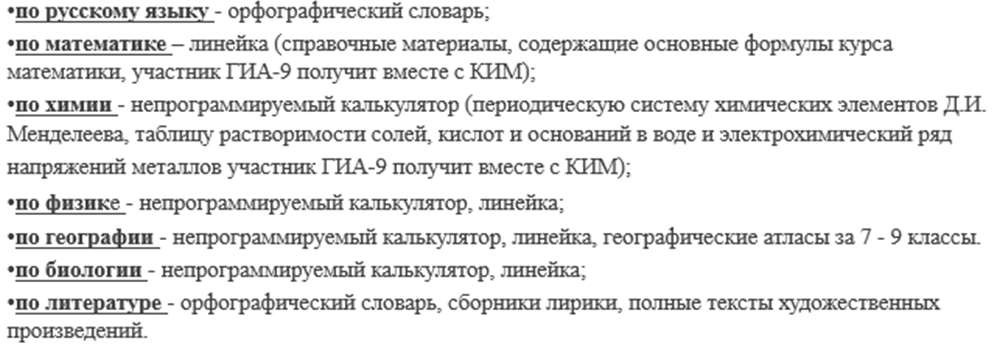 •по русскому языку - орфографический словарь;
•по математике – линейка (справочные материалы, содержащие основные формулы курса
математики, участник ГИА-9 получит вместе с КИМ);
•по химии - непрограммируемый калькулятор (периодическую систему химических элементов Д.И.
Менделеева, таблицу растворимости солей, кислот и оснований в воде и электрохимический ряд
напряжений металлов участник ГИА-9 получит вместе с КИМ);
•по физике - непрограммируемый калькулятор, линейка;
•по географии - непрограммируемый калькулятор, линейка, географические атласы за 7 - 9 классы.
•по биологии - непрограммируемый калькулятор, линейка;
•по литературе - орфографический словарь, сборники лирики, полные тексты художественных
произведений.